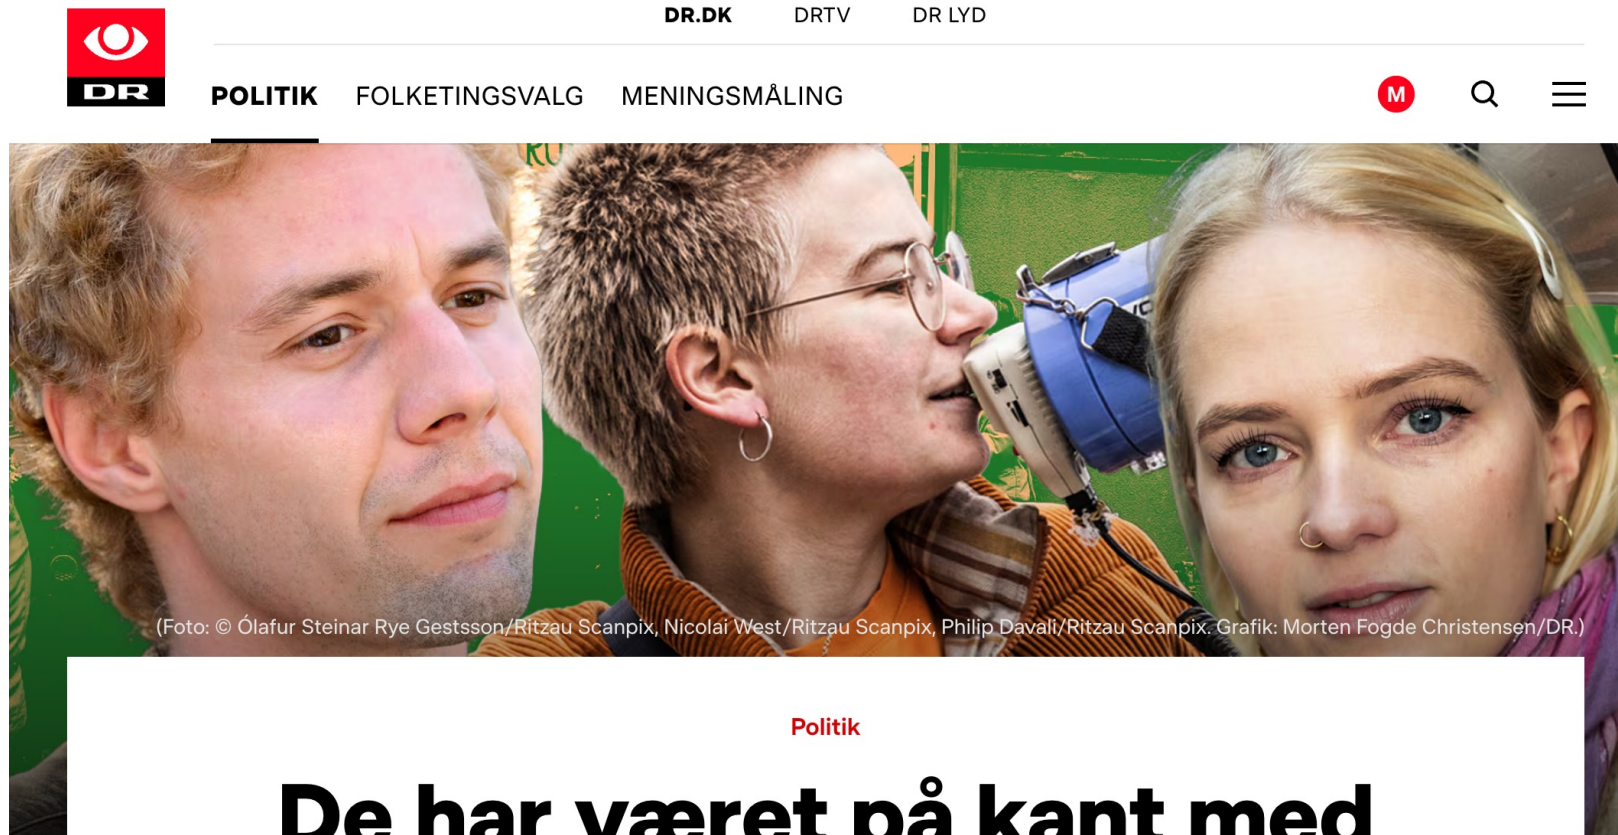 DR.DK DRTV DR LYD
DR
POLITIK FOLKETINGSVALG MENINGSMÅLING
M
RU
(Foto: © Ólafur Steinar Rye Gestsson/Ritzau Scanpix, Nicolai West/Ritzau Scanpix, Philip Davali/Ritzau Scanpix. Grafik: Morten Fogde Christensen/DR.)
Politik
De har været på kant med